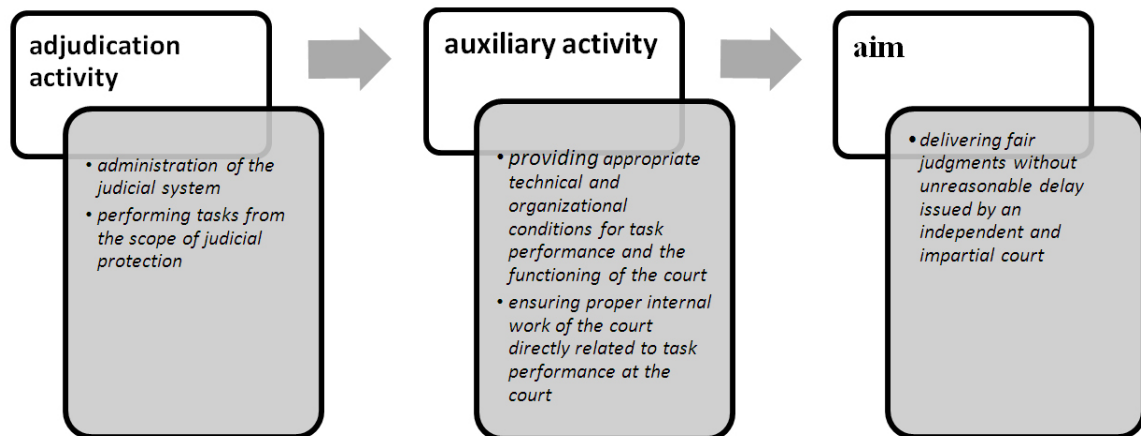 adjudication
activity
• administration of the
judicial system
• performing tasks from
the scope of judicial
protection
auxiliary activity
• providing appropriate
technical and
organizational
conditions for task
performance and the
functioning of the court
• ensuring proper internal
work of the court
directly related to task
performance at the
court
aim
• delivering fair
judgments without
unreasonable delay
issued by an
independent and
impartial court